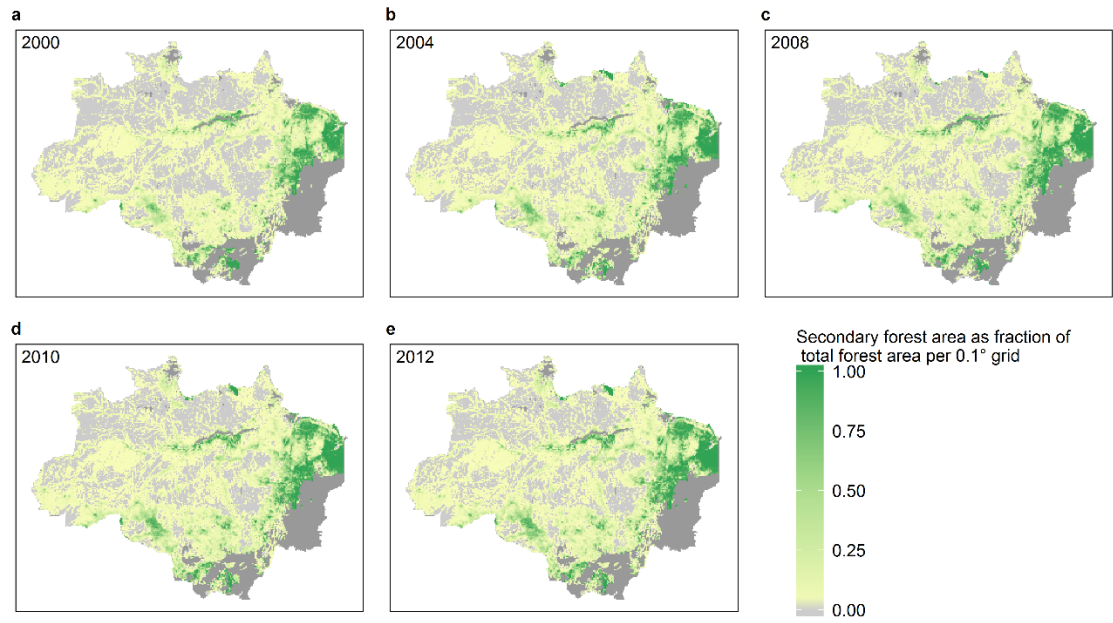 a
2000
b
2004
c
2008
d
2010
e
2012
Secondary forest area as fraction of
total forest area per 0.1° grid
1.00
0.75
0.50
0.25
0.00